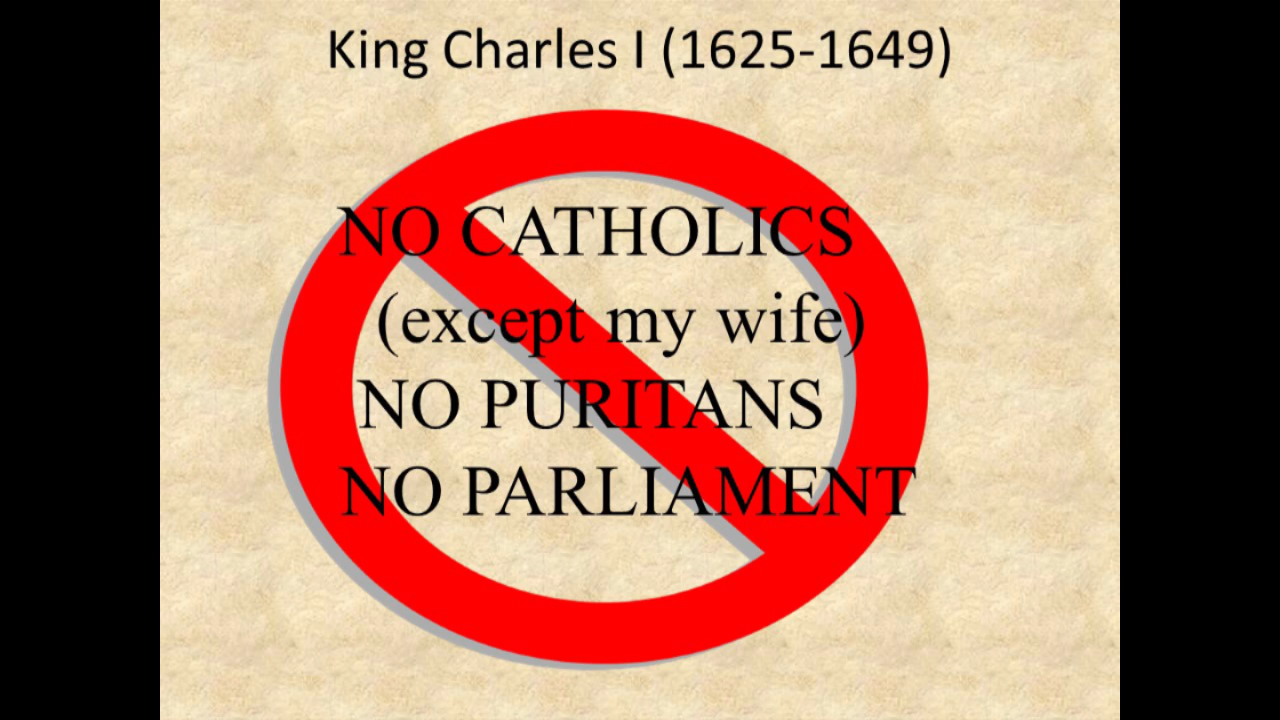 King Charles I (1625-1649)
NO CATHOLICS
(except my wife)
NO PURITANS
NO PARLIAMENT